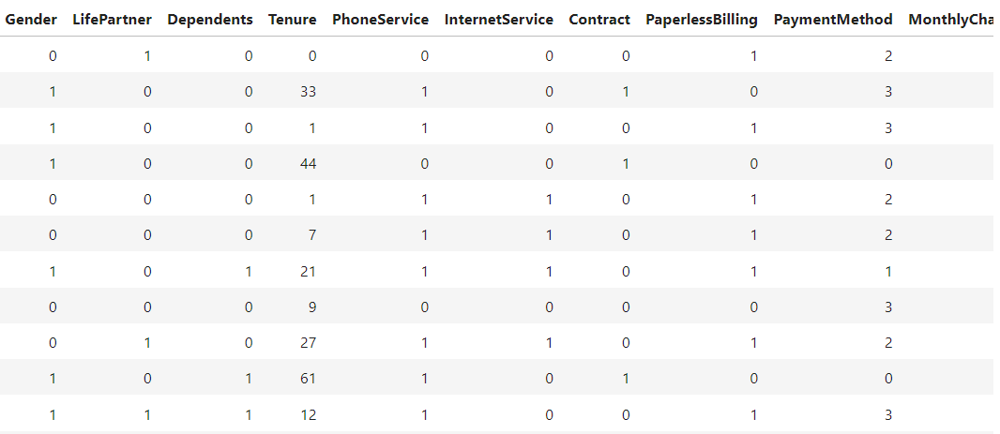 Gender LifePartner Dependents Tenure PhoneService InternetService Contract PaperlessBilling PaymentMethod MonthlyCha
0 1 0 0 0 0 0 1 2
1 0 0 33 1 0 1 0 3
1 0 0 1 1 0 0 1 3
1 0 0 44 0 0 1 0 0
0 0 0 1 1 1 0 1 2
0 0 0 7 1 1 0 1 2
1 0 1 21 1 1 0 1 1
0 0 0 9 0 0 0 0 3
0 1 0 27 1 1 0 1 2
1 0 1 61 1 0 1 0 0
1 1 1 12 1 0 0 1 3